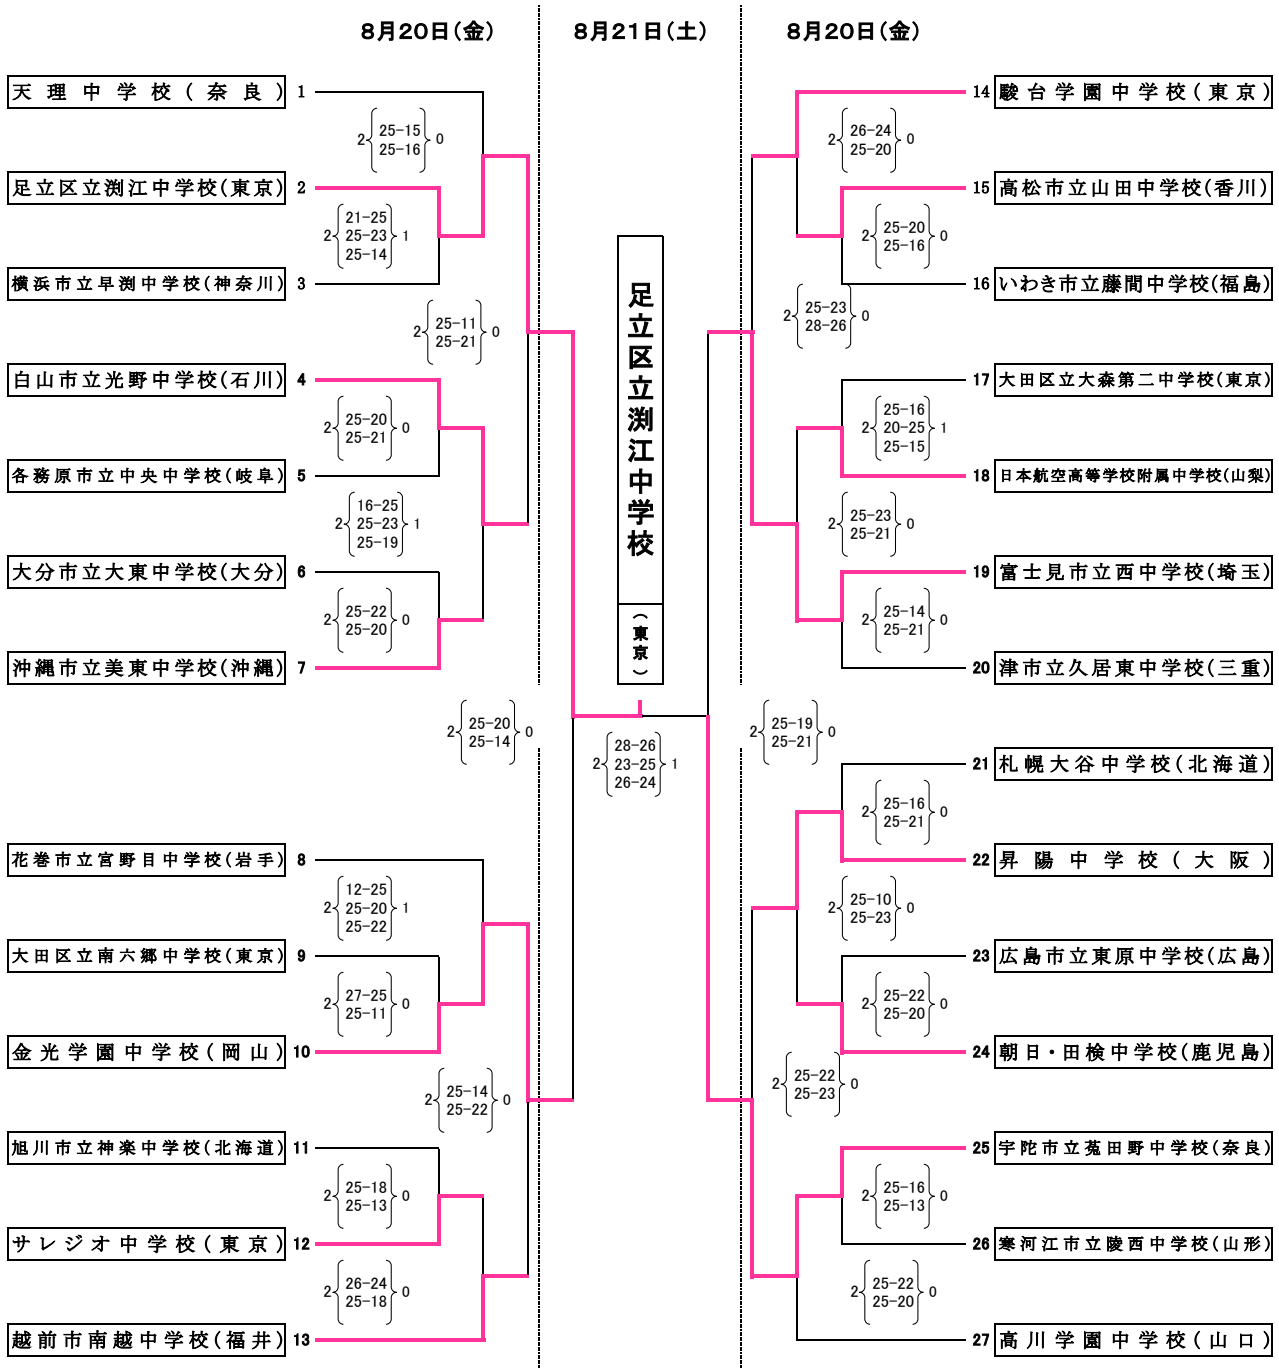 8月20日(金)
8月21日(土)
8月20日(金)
天理中学校(奈良) 1
2 25-15 0
25-16
足立区立渕江中学校(東京) 2
21-25
2 25-23 1
25-14
横浜市立早渕中学校(神奈川) 3
2 25-11 0
25-21
白山市立光野中学校(石川) 4
2 25-20 0
25-21
各務原市立中央中学校(岐阜) 5
16-25
2 25-23 1
25-19
大分市立大東中学校(大分) 6
2 25-22 0
25-20
沖縄市立美東中学校(沖縄) 7
2 25-20 0
25-14
花巻市立宮野目中学校(岩手) 8
12-25
2 25-20 1
25-22
大田区立南六郷中学校(東京) 9
2 27-25 0
25-11
金光学園中学校(岡山) 10
2 25-14 0
25-22
旭川市立神楽中学校(北海道) 11
2 25-18 0
25-13
サレジオ中学校(東京) 12
2 26-24 0
25-18
越前市南越中学校(福井) 13
足立区立渕江中学校
(東京)
28-26
2 23-25 1
26-24
14 駿台学園中学校(東京)
2 26-24 0
25-20
15 高松市立山田中学校(香川)
2 25-20 0
25-16
16 いわき市立藤間中学校(福島)
2 25-23 0
28-26
17 大田区立大森第二中学校(東京)
25-16
2 20-25 1
25-15
18 日本航空高等学校附属中学校(山梨)
2 25-23 0
25-21
19 富士見市立西中学校(埼玉)
2 25-14 0
25-21
20 津市立久居東中学校(三重)
2 25-19 0
25-21
21 札幌大谷中学校(北海道)
2 25-16 0
25-21
22 昇陽中学校(大阪)
2 25-10 0
25-23
23 広島市立東原中学校(広島)
2 25-22 0
25-20
24 朝日・田検中学校(鹿児島)
2 25-22 0
25-23
25 宇陀市立菟田野中学校(奈良)
2 25-16 0
25-13
26 寒河江市立陵西中学校(山形)
2 25-22 0
25-20
27 高川学園中学校(山口)